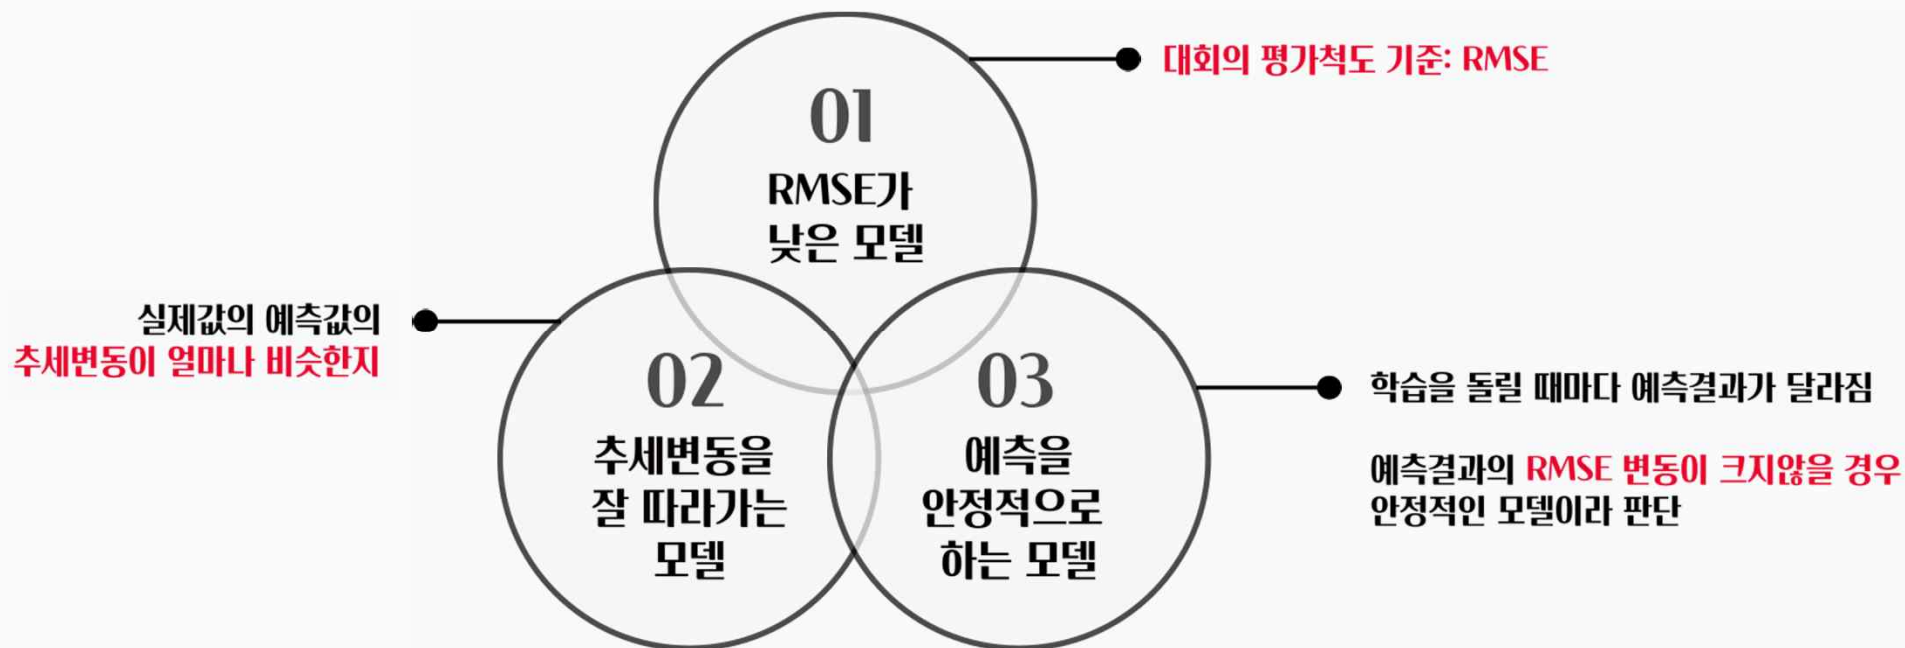 대회의 평가척도 기준: RMSE
01
RMSE가
낮은 모델
실제값의 예측값의
추세변동이 얼마나 비슷한지
02
추세변동을
잘 따라가는
모델
03
예측을
안정적으로
하는 모델
학습을 돌릴 때마다 예측결과가 달라짐
예측결과의 RMSE 변동이 크지않을 경우
안정적인 모델이라 판단